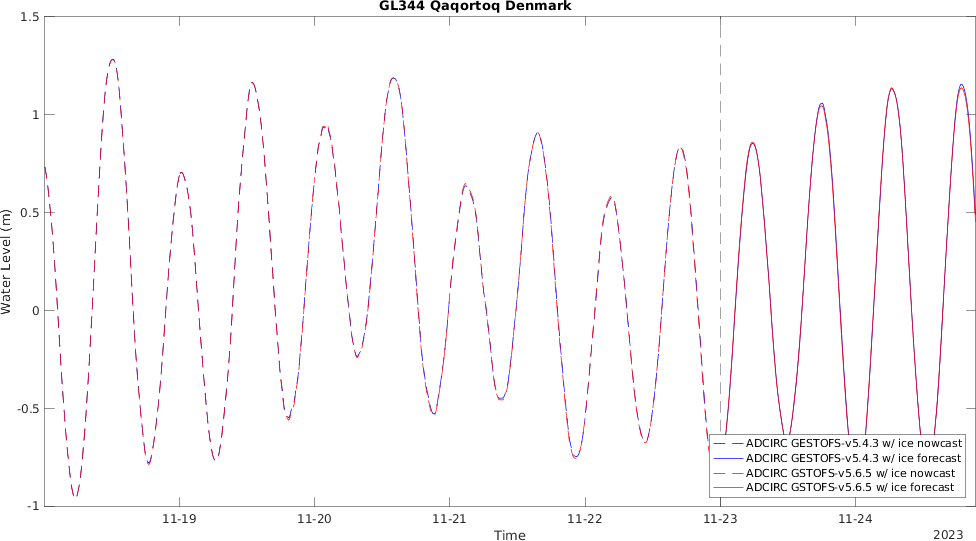 GL344 Qaqortoq Denmark
1.5
1
0.5
0
-0.5
-1
Water Level (m)
11-19
11-20
11-21
11-22
11-23
11-24
Time
2023
ADCIRC GESTOFS-v5.4.3 w/ ice nowcast
ADCIRC GESTOFS-v5.4.3 w/ ice forecast
ADCIRC GSTOFS-v5.6.5 w/ ice nowcast
ADCIRC GSTOFS-v5.6.5 w/ ice forecast